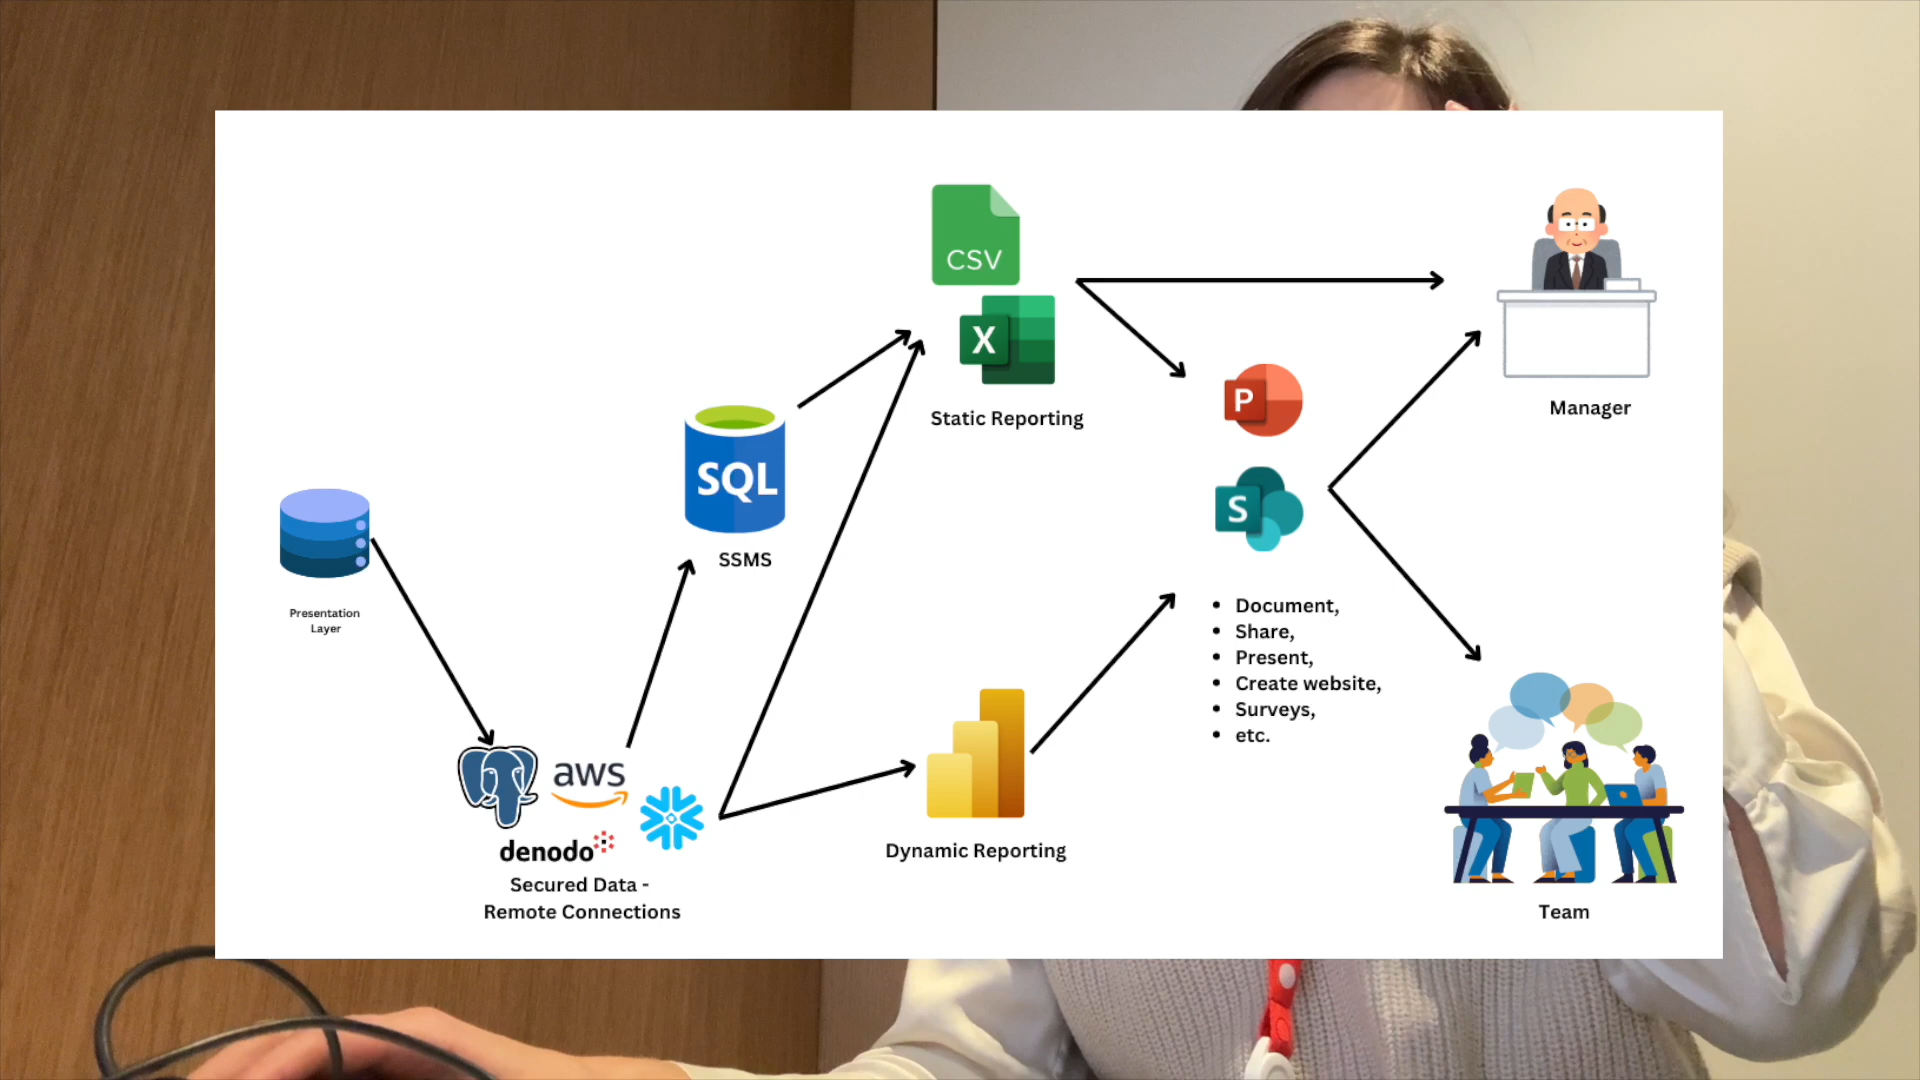 CSV
X
Static Reporting
P
Manager
SQL
SSMS
S
Presentation
Layer
Document,
Share,
Present,
Create website,
Surveys,
etc.
aws
denodo
Secured Data -
Remote Connections
Dynamic Reporting
Team